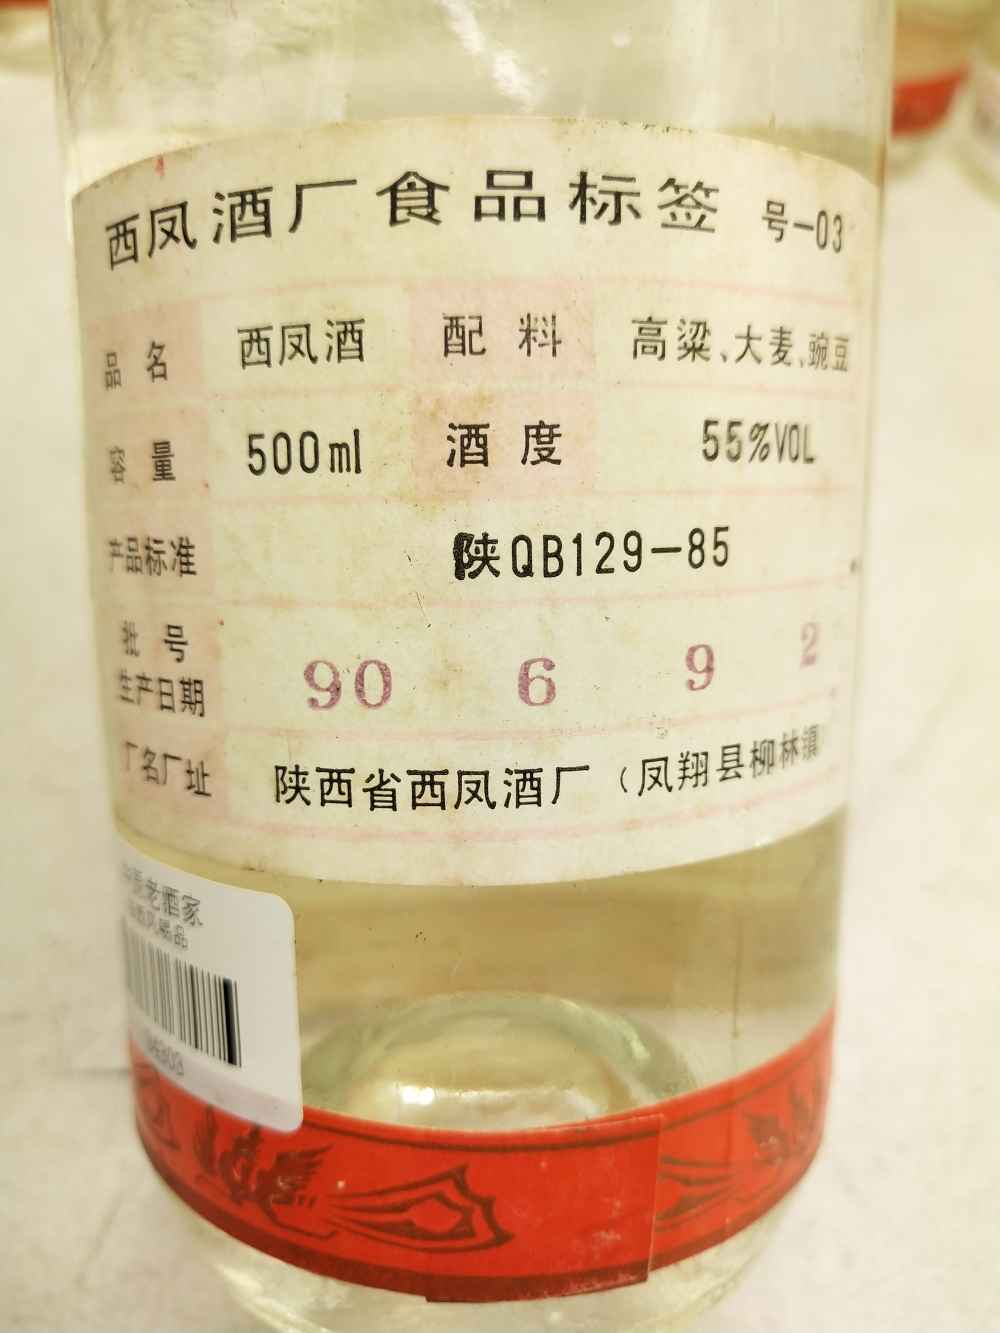 西凤酒厂食品标签 号-03
品名 西凤酒 配料 高粱、大麦、豌豆
容量 500ml 酒度 55%VOL
产品标准 陕QB129-85
批号
生产日期 90 6 9 2
厂名厂址 陕西省西凤酒厂（凤翔县柳林镇
老酒家